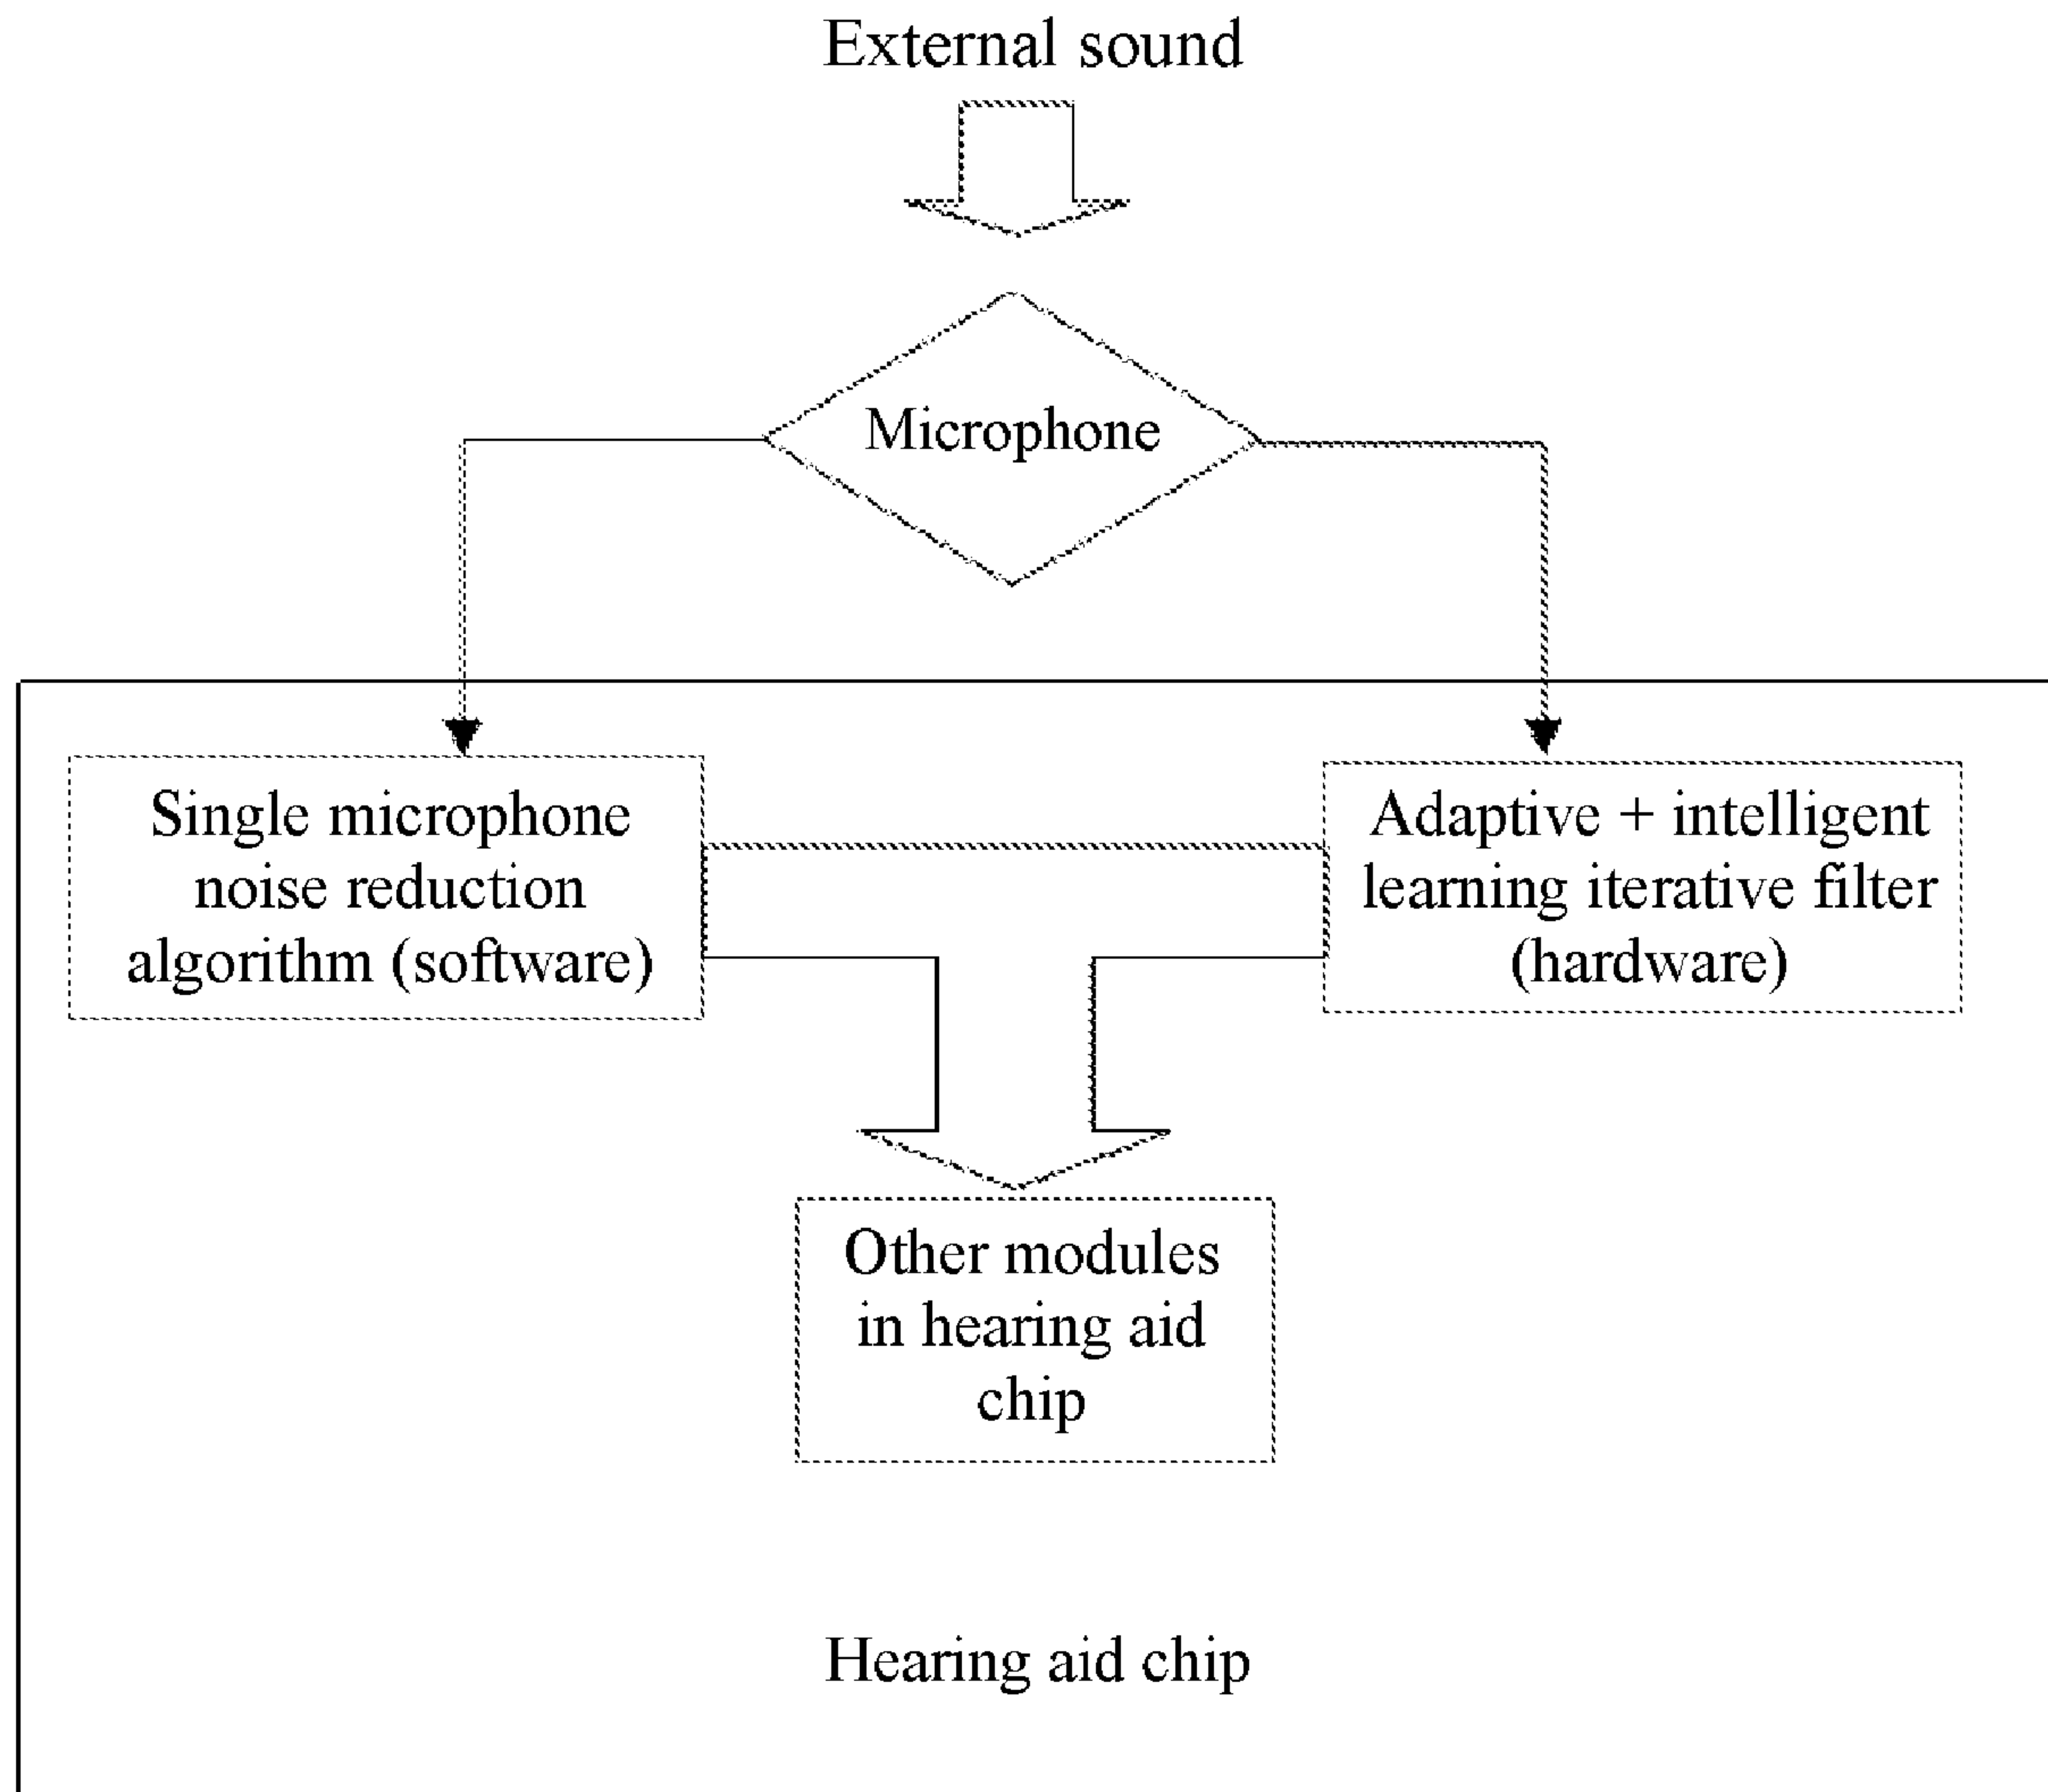 External sound
Microphone
Single microphone
noise reduction
algorithm (software)
Adaptive + intelligent
learning iterative filter
(hardware)
Other modules
in hearing aid
chip
Hearing aid chip